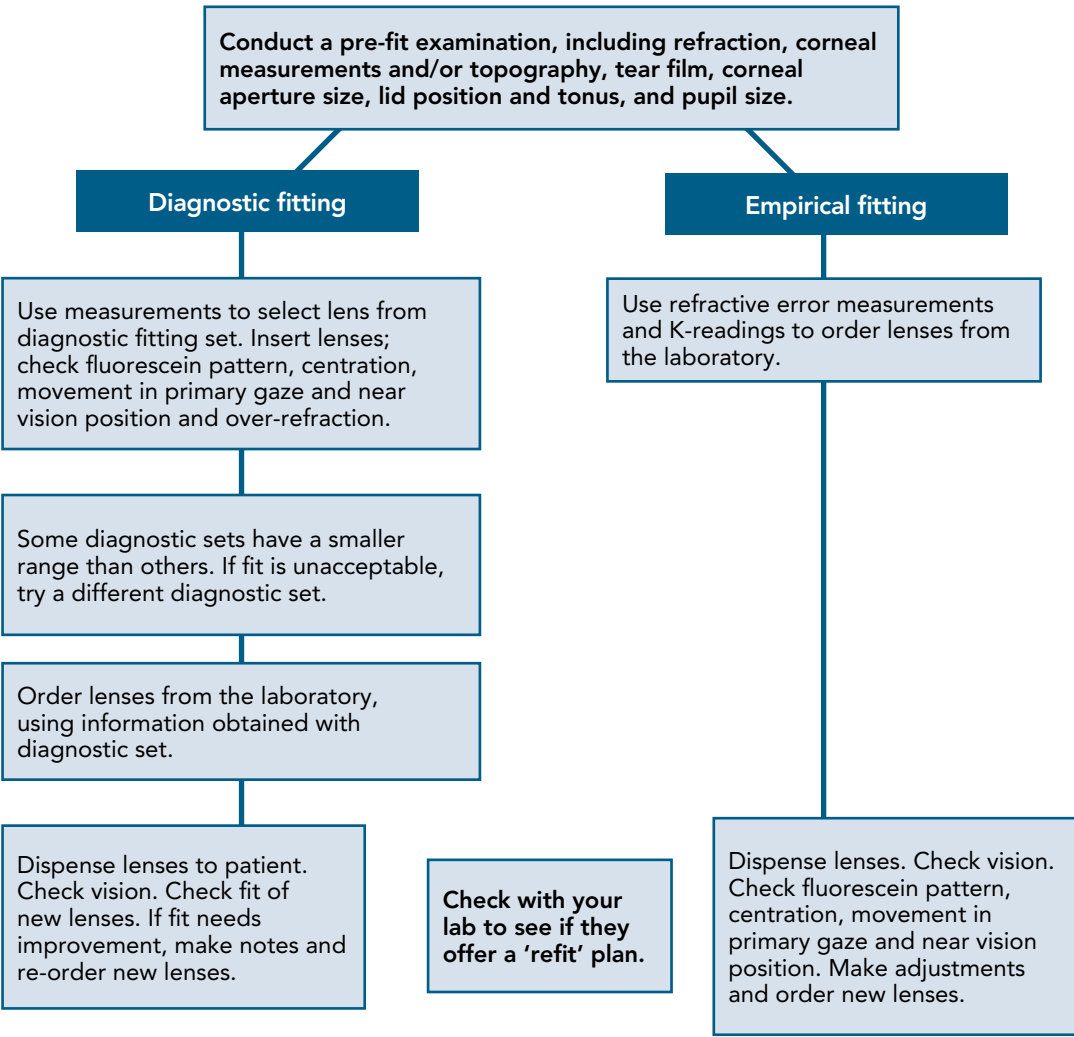 Conduct a pre-fit examination, including refraction, corneal
measurements and/or topography, tear film, corneal
aperture size, lid position and tonus, and pupil size.
Diagnostic fitting
Use measurements to select lens from
diagnostic fitting set. Insert lenses;
check fluorescein pattern, centration,
movement in primary gaze and near
vision position and over-refraction.
Some diagnostic sets have a smaller
range than others. If fit is unacceptable,
try a different diagnostic set.
Order lenses from the laboratory,
using information obtained with
diagnostic set.
Dispense lenses to patient.
Check vision. Check fit of
new lenses. If fit needs
improvement, make notes and
re-order new lenses.
Empirical fitting
Use refractive error measurements
and K-readings to order lenses from
the laboratory.
Dispense lenses. Check vision.
Check fluorescein pattern,
centration, movement in
primary gaze and near vision
position. Make adjustments
and order new lenses.
Check with your
lab to see if they
offer a ‘refit’ plan.